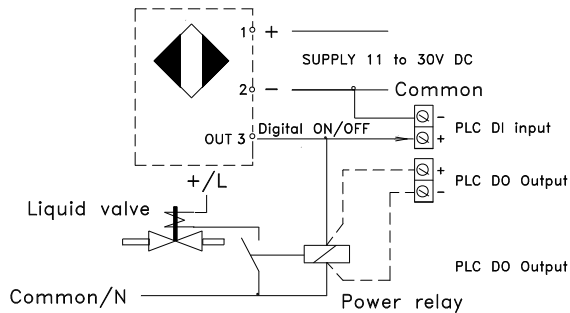 1 +
SUPPLY 11 to 30V DC
2 - Common
-
PLC DI input
Digital ON/OFF
OUT 3
+
+
PLC DO Output
-
+/L
Liquid valve
PLC DO Output
Common/N
Power relay